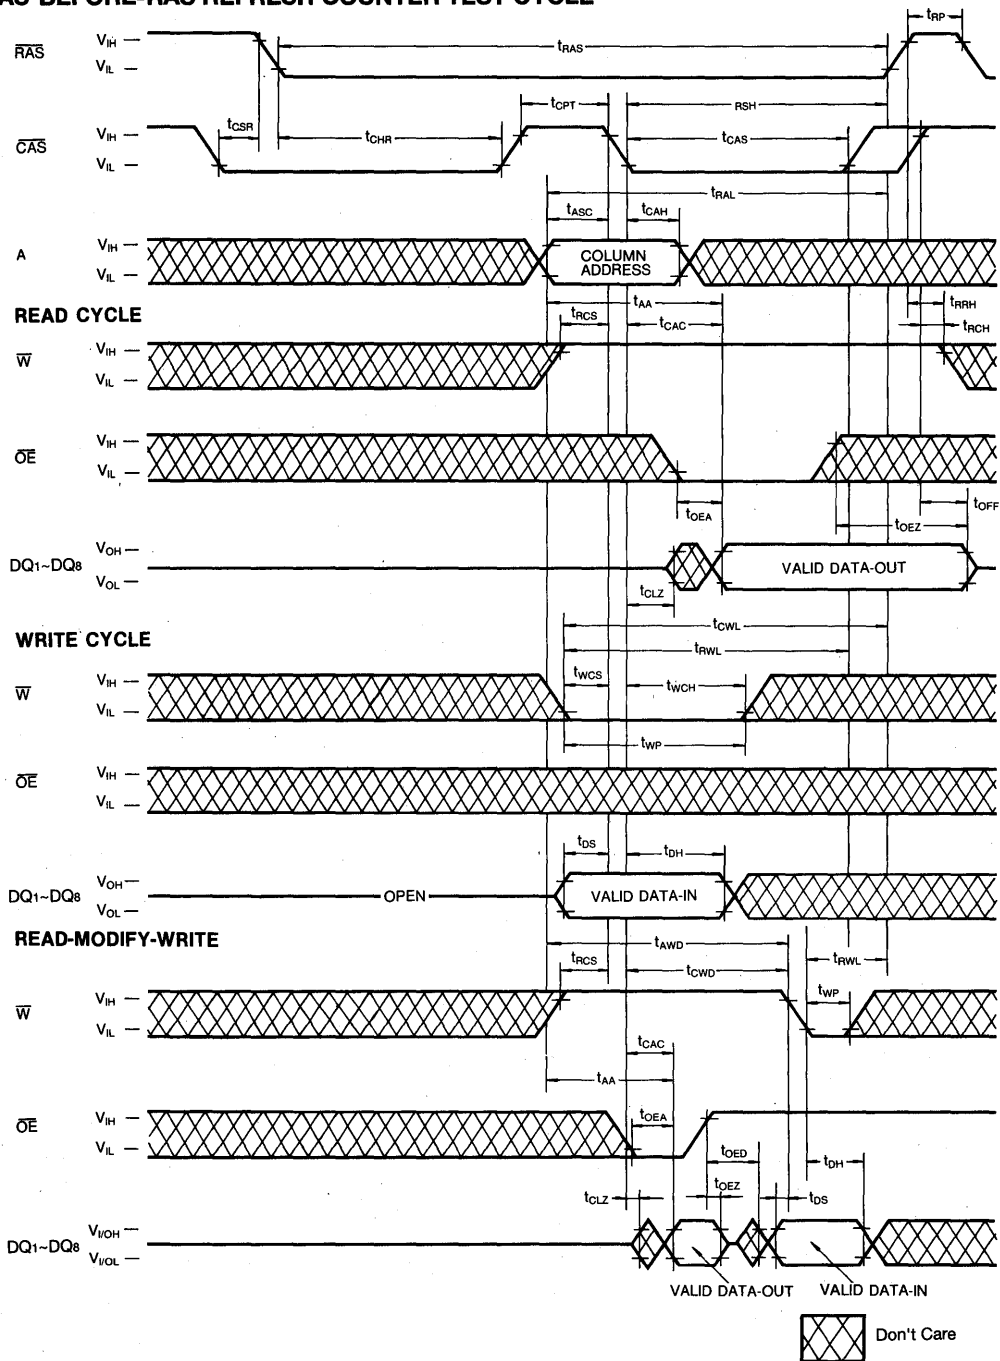 AS-BEFORE-RAS REFRESH COUNTER TEST CYCLE
tRP
RAS
VIH
VIL
tRAS
tCPT
RSH
tCSR
CAS
VIH
VIL
tCHR
tCAS
tRAL
tASC
tCAH
A
VIH
VIL
COLUMN
ADDRESS
tAA
tRRH
READ CYCLE
tRCS
tCAC
tRCH
W
VIH
VIL
OE
VIH
VIL
tOEA
tOFF
tOEZ
DQ1~DQ8
VOH
VOL
VALID DATA-OUT
tCLZ
tCWL
WRITE CYCLE
tRWL
W
VIH
VIL
tWCS
tWCH
tWP
OE
VIH
VIL
tDS
tDH
DQ1~DQ8
VOH
VOL
OPEN
VALID DATA-IN
READ-MODIFY-WRITE
tAWD
tRWL
tRCS
tCWD
W
VIH
VIL
tWP
tCAC
tAA
OE
VIH
VIL
tOEA
tOED
tDH
tOEZ
tCLZ
tDS
DQ1~DQ8
VI/OH
VI/OL
VALID DATA-OUT VALID DATA-IN
Don't Care